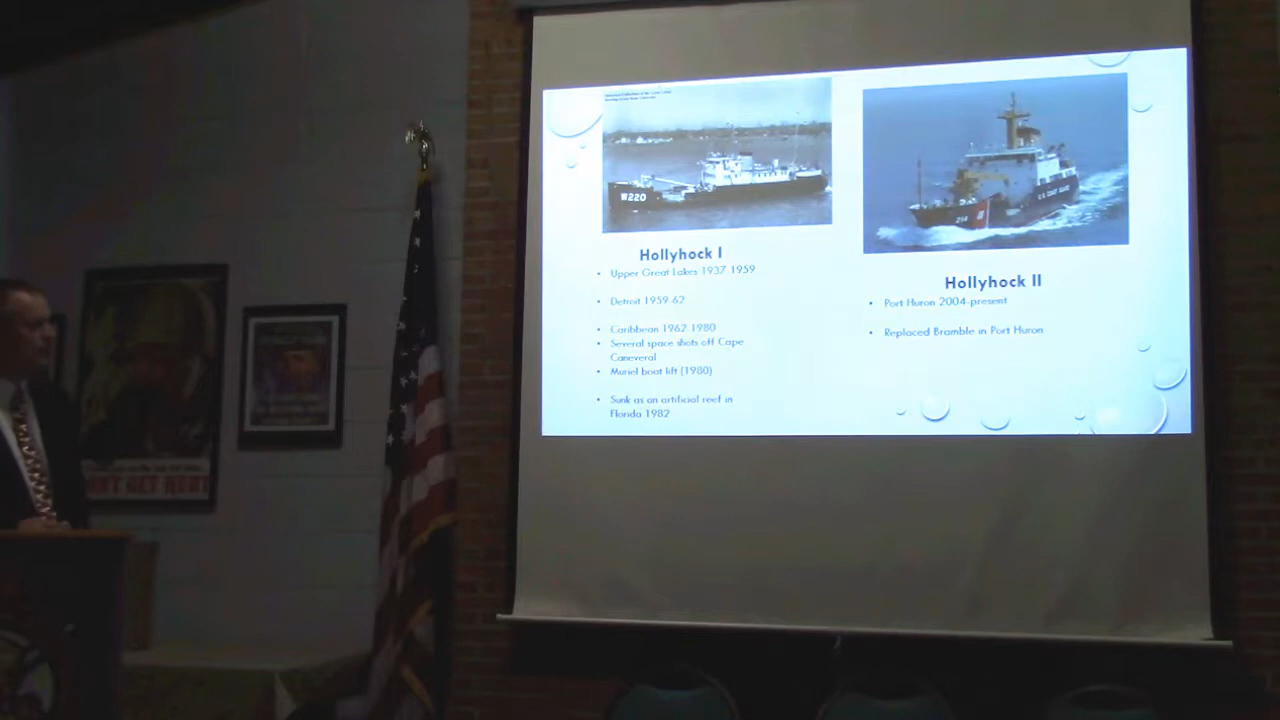 W220
Hollyhock I
• Upper Great Lakes 1937-1959
• Detroit 1959-62
• Caribbean 1962-1980
• Several space shots off Cape
Caneveral
• Muriel boat lift (1980)
• Sunk as an artificial reef in
Florida 1982
U.S. COAST GUARD
214
Hollyhock II
• Port Huron 2004-present
• Replaced Bramble in Port Huron